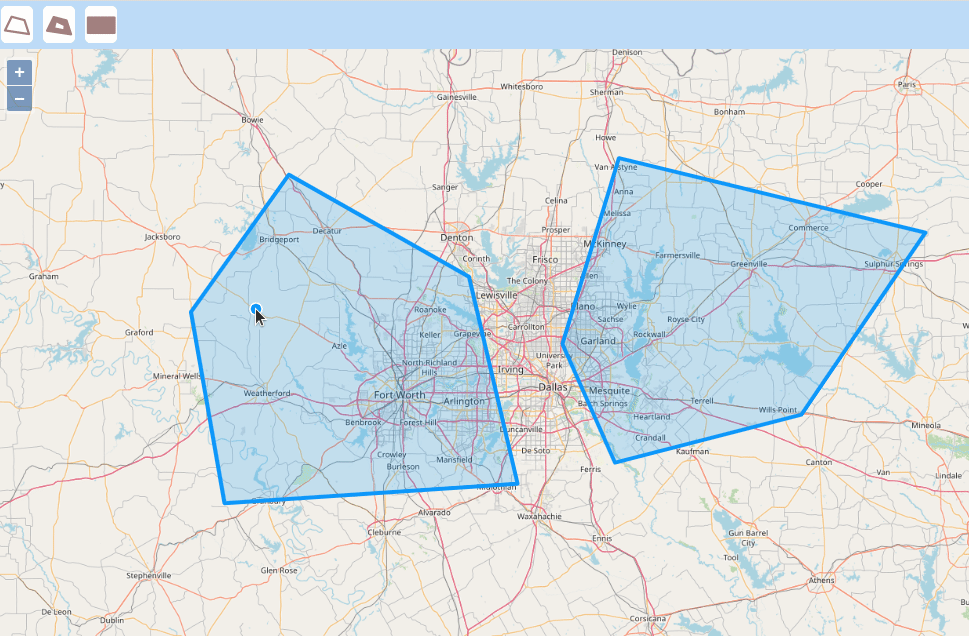 +
−
Denison
Whitesboro
Paris
Sherman
Gainesville
Bonham
Bowie
Howe
Van Alstyne
Cooper
Sanger
Anna
Celina
Melissa
Commerce
Prosper
Decatur
Jacksboro
Denton
Bridgeport
McKinney
Farmersville
Corinth
Frisco
Greenville
Sulphur Springs
Graham
The Colony
Lewisville
Wylie
Roanoke
Sachse
Royse City
Carrollton
Graford
Keller
Grapevine
Rockwall
Garland
Azle
University
Park
North Richland
Hills
Irving
Mineral Wells
Dallas
Mesquite
Weatherford
Fort Worth
Arlington
Balch Springs
Terrell
Wills Point
Heartland
Benbrook
Forest Hill
Mineola
Duncanville
Crandall
De Soto
Kaufman
Crowley
Mansfield
Canton
Burleson
Ferris
Van
Lindale
Alvarado
Waxahachie
Cleburne
Gun Barrel
City
Ennis
Tool
Glen Rose
Stephenville
Athens
De Leon
Dublin
Corsicana